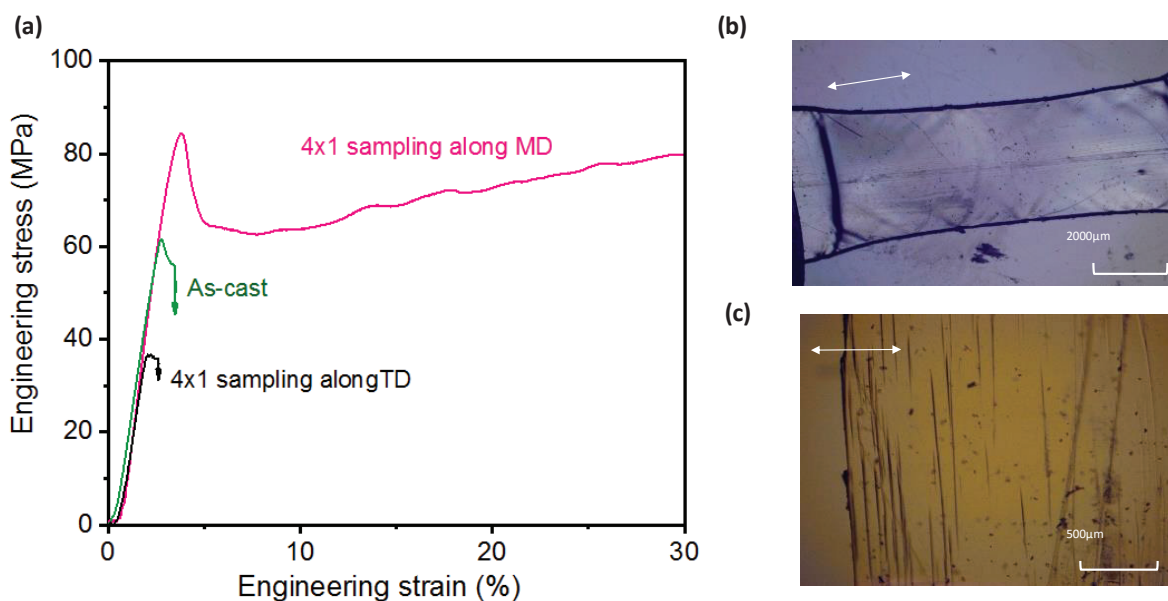 (a)
100
80
60
40
20
0
Engineering stress (MPa)
4x1 sampling along MD
As-cast
4x1 sampling alongTD
0
10
20
30
Engineering strain (%)
(b)
2000μm
(c)
500μm